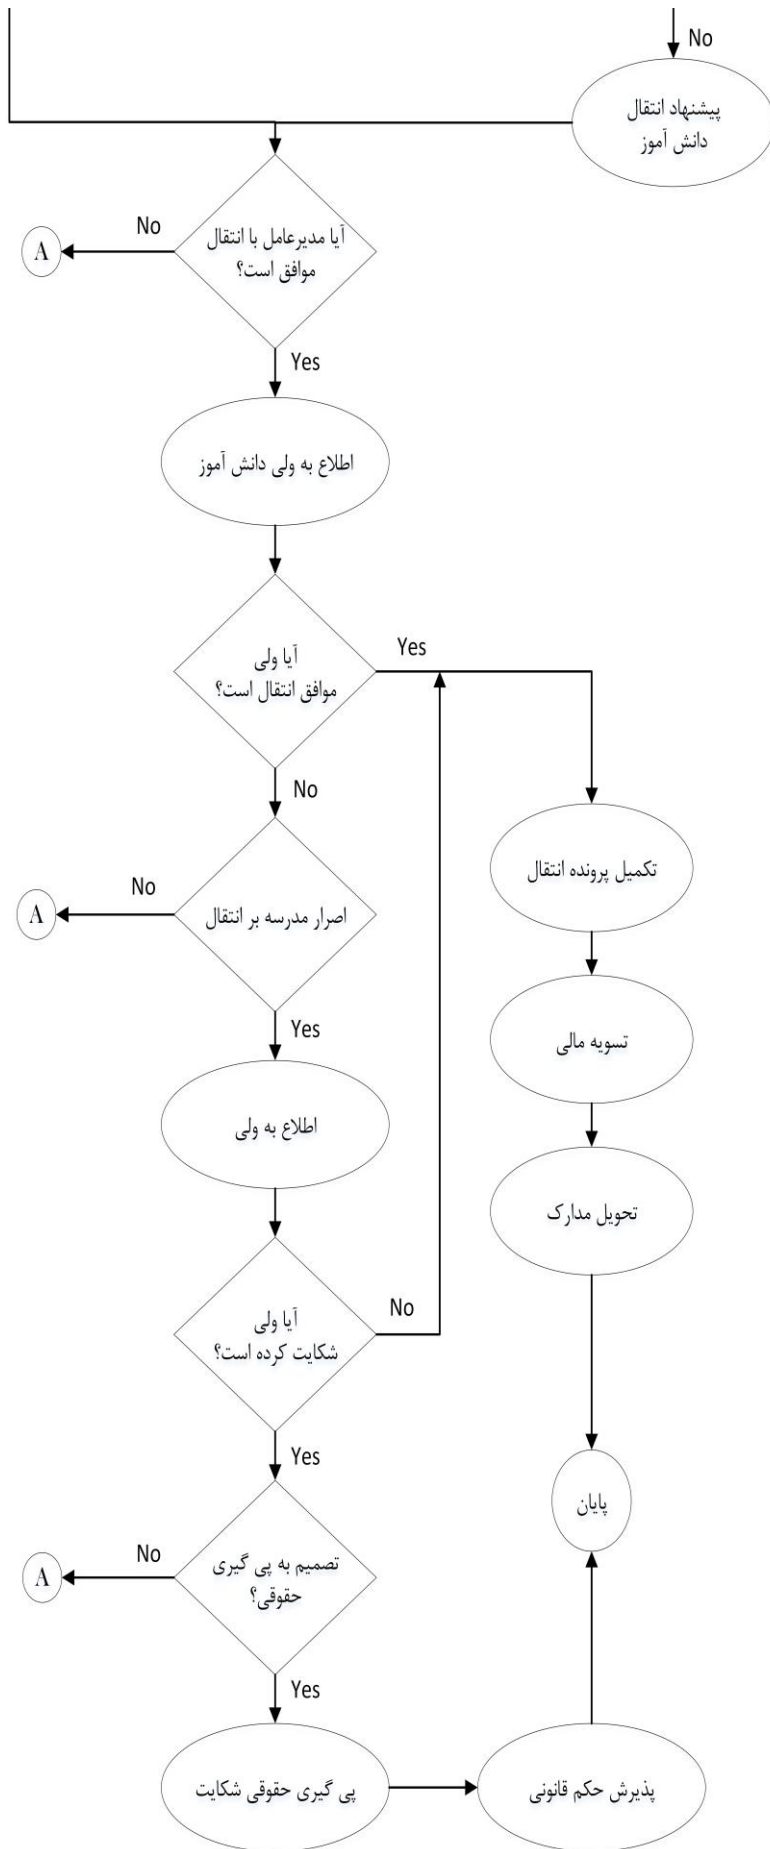 No
پیشنهاد انتقال
دانش آموز
آیا مدیرعامل با انتقال
موافق است؟
No
A
Yes
اطلاع به ولی دانش آموز
آیا ولی
موافق انتقال است؟
Yes
No
تکمیل پرونده انتقال
اصرار مدرسه بر انتقال
No
A
Yes
تسویه مالی
اطلاع به ولی
تحویل مدارک
آیا ولی
شکایت کرده است؟
No
Yes
پایان
تصمیم به پی گیری
حقوقی؟
No
A
Yes
پی گیری حقوقی شکایت
پذیرش حکم قانونی